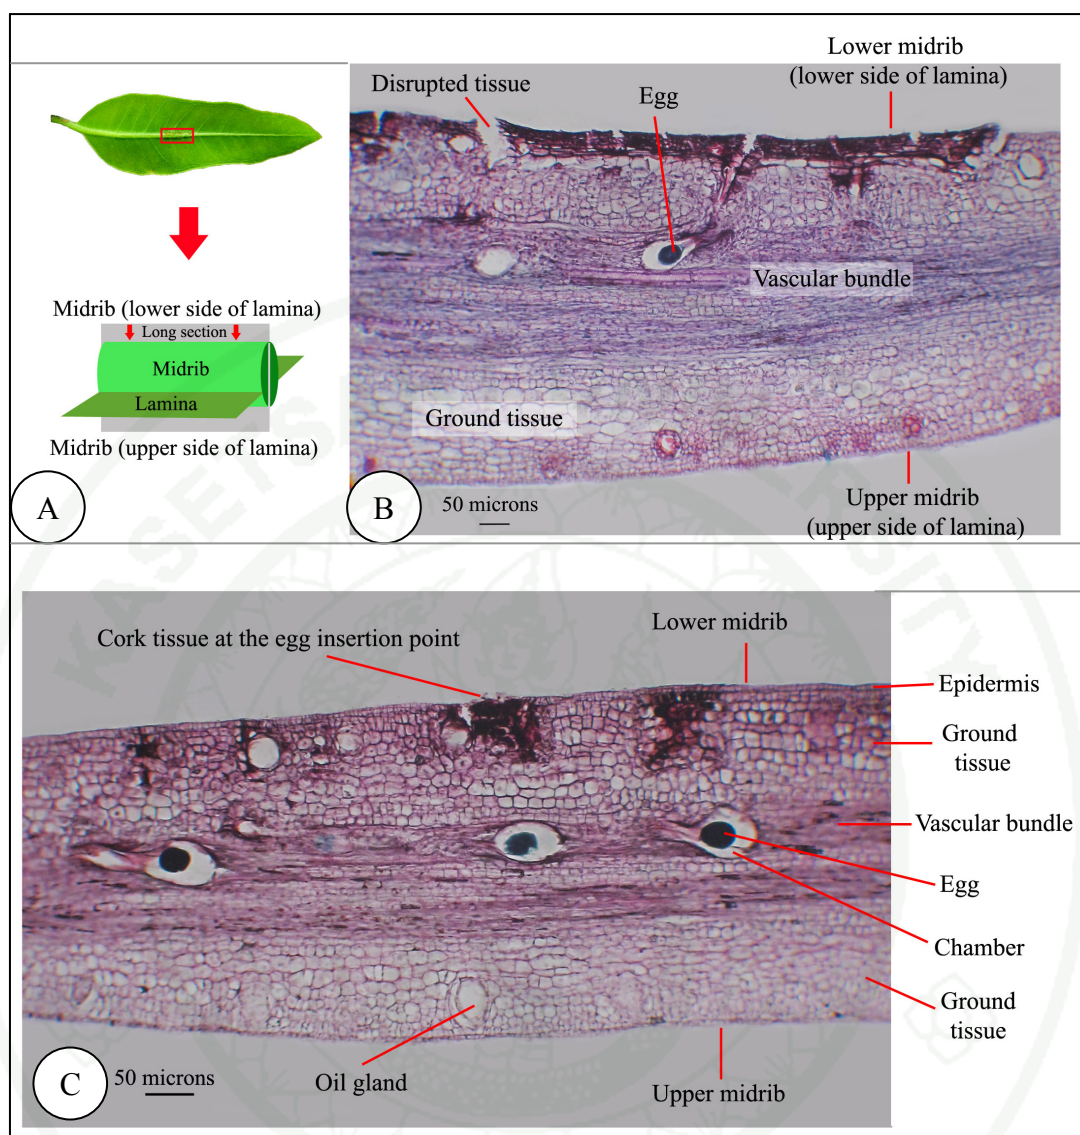 Midrib (lower side of lamina)
Long section
Midrib
Lamina
Midrib (upper side of lamina)
A
Disrupted tissue
Egg
Lower midrib
(lower side of lamina)
Vascular bundle
Ground tissue
B
50 microns
Upper midrib
(upper side of lamina)
Cork tissue at the egg insertion point
Lower midrib
Epidermis
Ground
tissue
Vascular bundle
Egg
Chamber
Ground
tissue
C
50 microns
Oil gland
Upper midrib